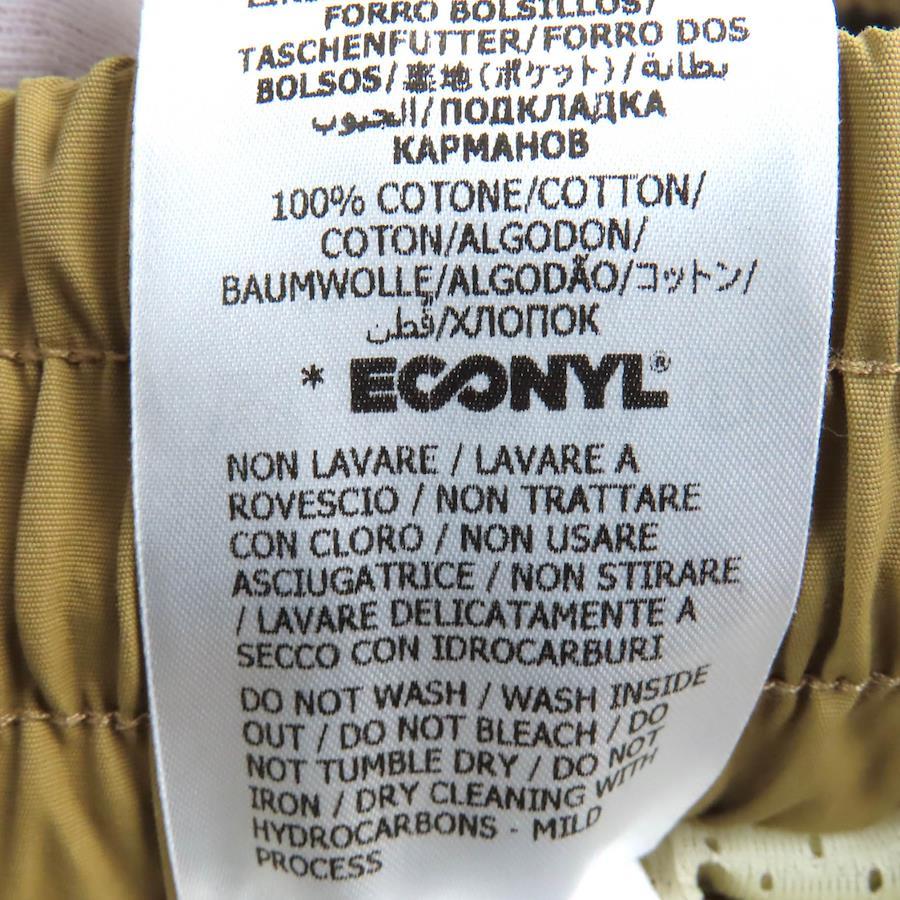 FORRO BOLSILLOS/
TASCHENFUTTER/FORRO DOS
BOLSOS/裏地(ポケット)/بطانة
الجيوب/ПОДКЛАДКА
КАРМАНОВ
100% COTONE/COTTON/
COTON/ALGODON/
BAUMWOLLE/ALGODÃO/コットン/
قُطن/ХЛОПОК
* ECONYL®
NON LAVARE / LAVARE A
ROVESCIO / NON TRATTARE
CON CLORO / NON USARE
ASCIUGATRICE / NON STIRARE
/ LAVARE DELICATAMENTE A
SECCO CON IDROCARBURI
DO NOT WASH / WASH INSIDE
OUT / DO NOT BLEACH / DO
NOT TUMBLE DRY / DO NOT
IRON / DRY CLEANING WITH
HYDROCARBONS - MILD
PROCESS